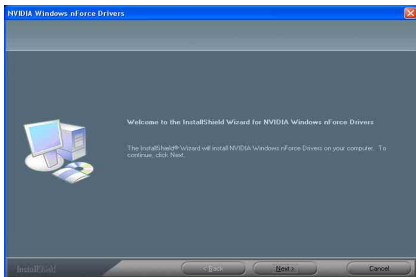 NVIDIA Windows nForce Drivers
Welcome to the InstallShield Wizard for NVIDIA Windows nForce Drivers
The InstallShield® Wizard will install NVIDIA Windows nForce Drivers on your computer. To
continue, click Next.
InstallShield
< Back
Next >
Cancel